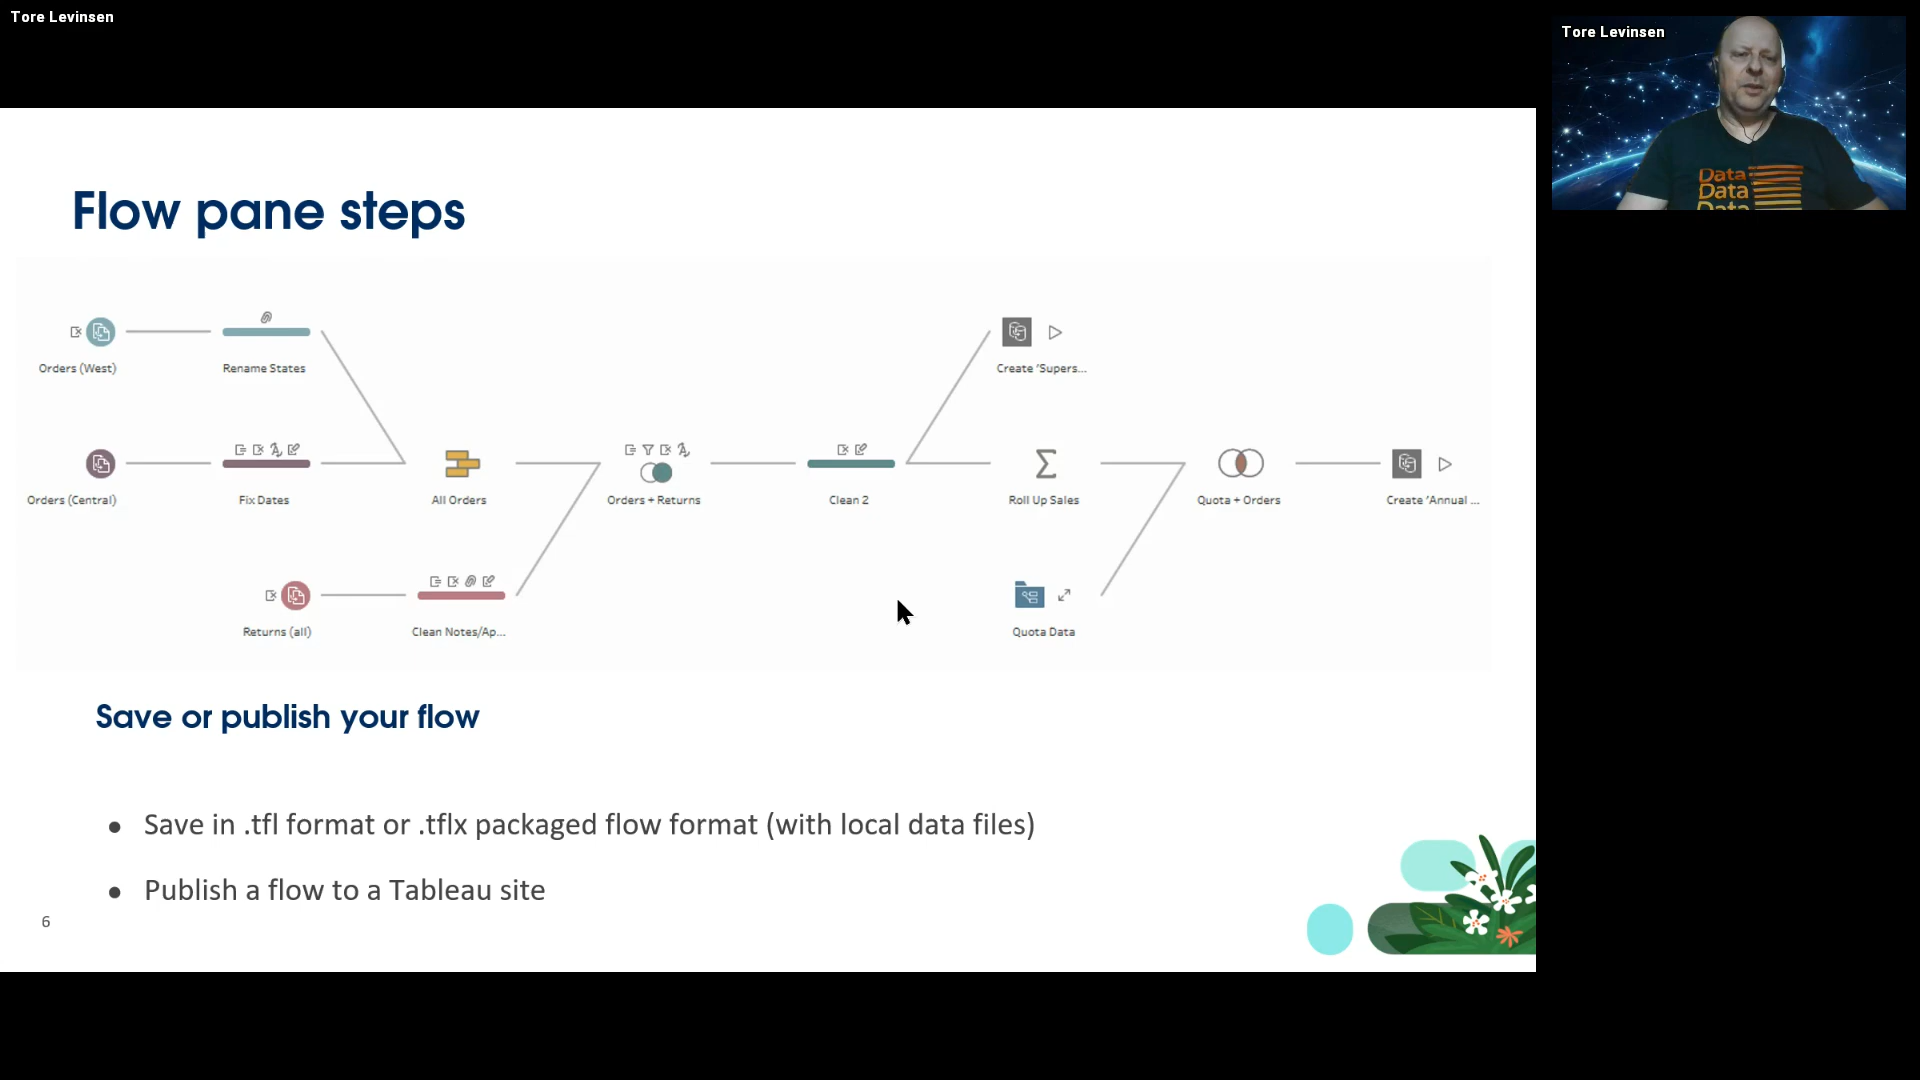 Tore Levinsen
Tore Levinsen
Data
Data
Data
Flow pane steps
Orders (West)
Rename States
Create 'Supers...
Orders (Central)
Fix Dates
All Orders
Orders + Returns
Clean 2
Roll Up Sales
Quota + Orders
Create 'Annual ...
Returns (all)
Clean Notes/Ap...
Quota Data
Save or publish your flow
● Save in .tfl format or .tflx packaged flow format (with local data files)
● Publish a flow to a Tableau site
6